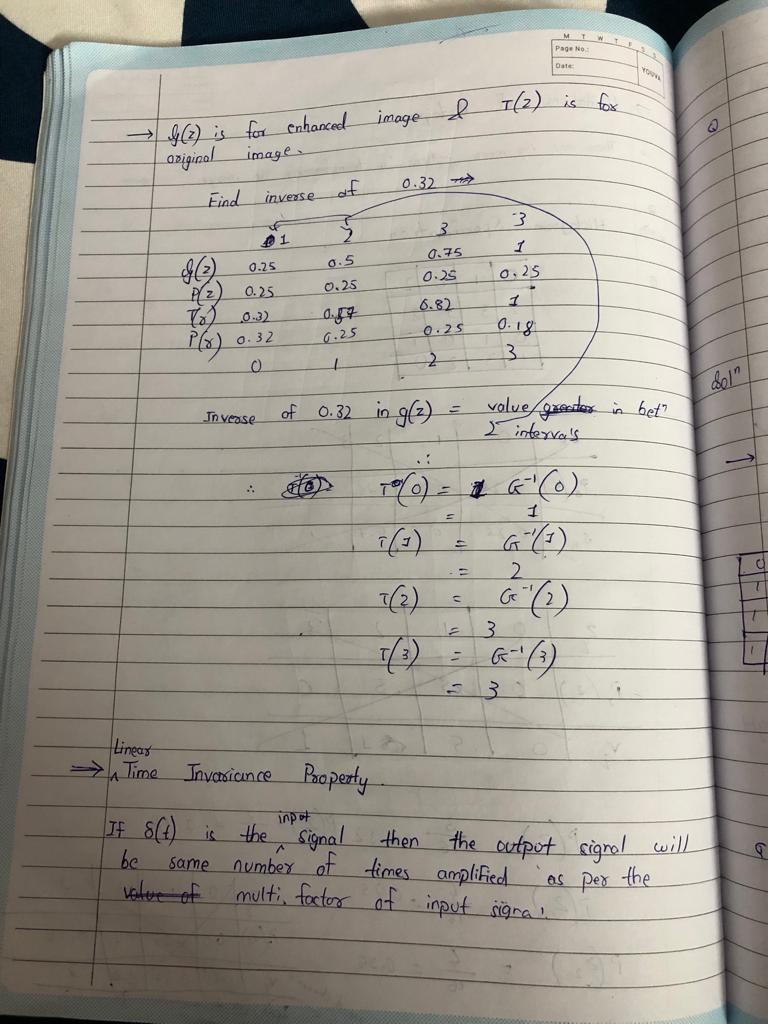 M T W T F S S
Page No.:
Date:
YOUVA
→ G(z) is for enhanced image & T(z) is for
original image.
Find inverse of 0.32 →
1 2 3 3
G(z) 0.25 0.5 0.75 1
P(z) 0.25 0.25 0.25 0.25
T(r) 0.32 0.57 0.82 1
P(r) 0.32 0.25 0.25 0.18
0 1 2 3
Inverse of 0.32 in g(z) = value greater in betⁿ
2 intervals
∴
∴ T(0) = G⁻¹(0)
= 1
T(1) = G⁻¹(1)
= 2
T(2) = G⁻¹(2)
= 3
T(3) = G⁻¹(3)
= 3
Linear
⇒ ^ Time Invariance Property.
input
If δ(t) is the ^ signal then the output signal will
be same number of times amplified as per the
value of multi. factor of input signal.
Q
Solⁿ
→